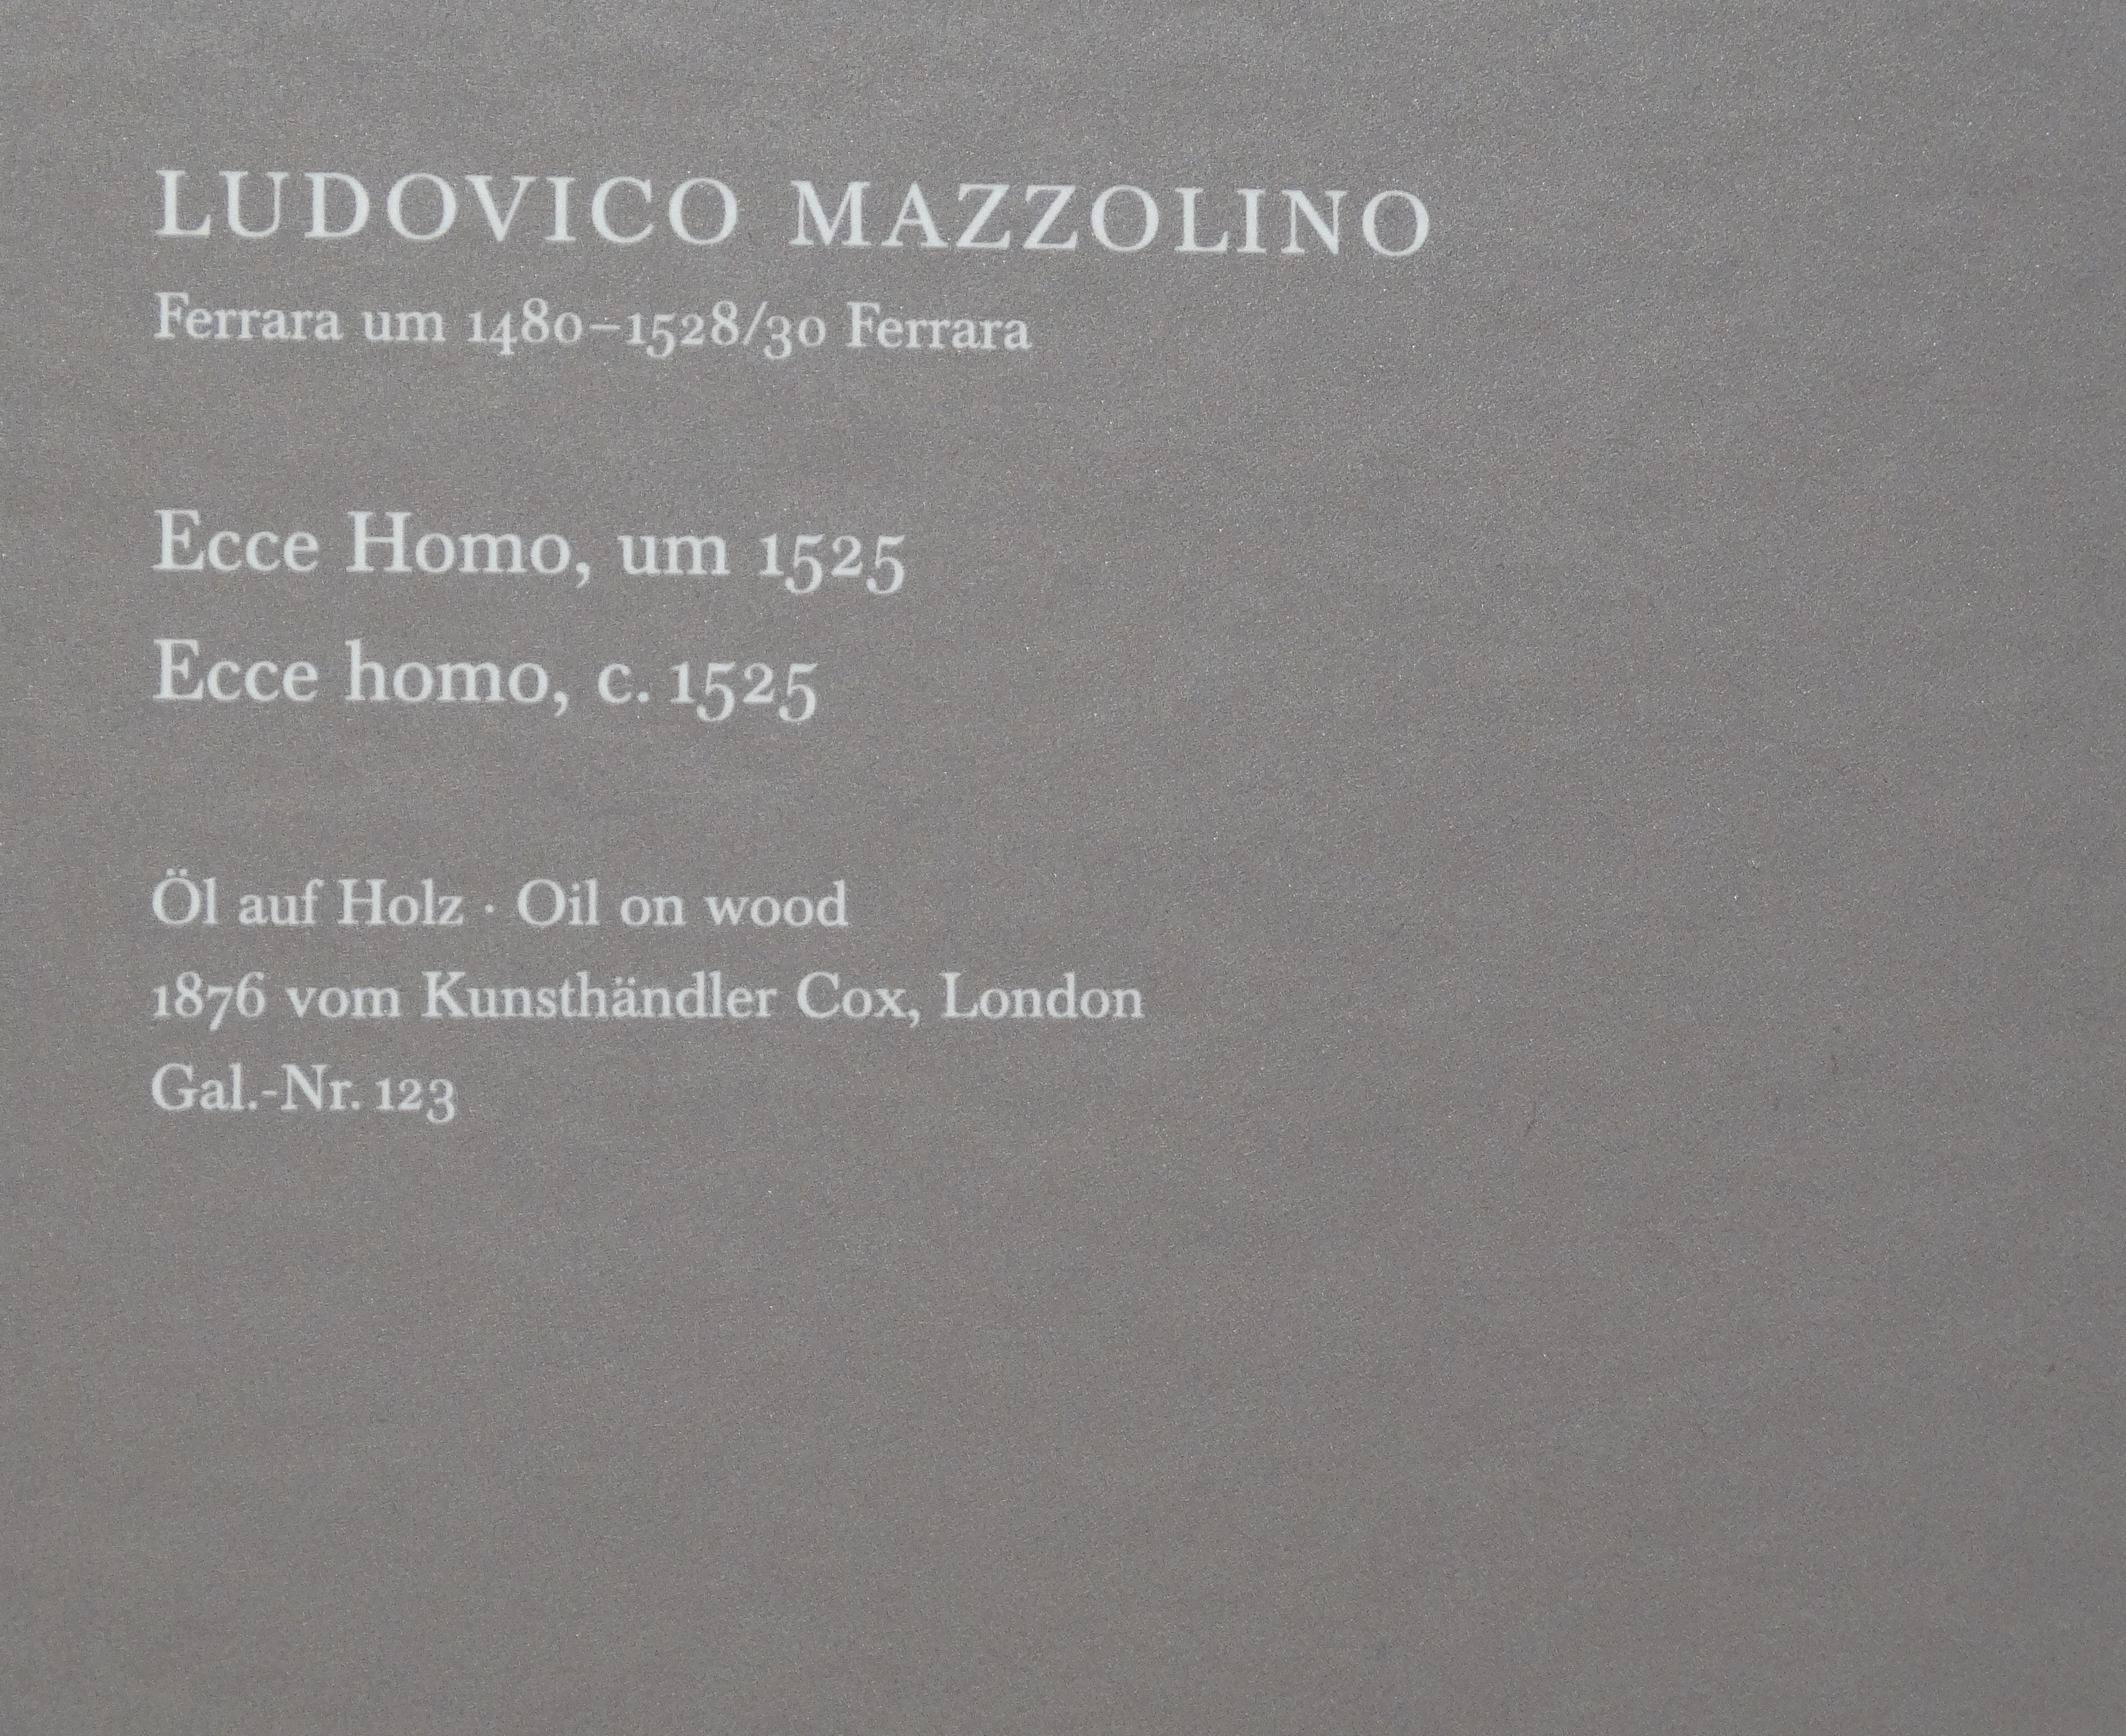 LUDOVICO MAZZOLINO
Ferrara um 1480–1528/30 Ferrara
Ecce Homo, um 1525
Ecce homo, c. 1525
Öl auf Holz · Oil on wood
1876 vom Kunsthändler Cox, London
Gal.-Nr. 123